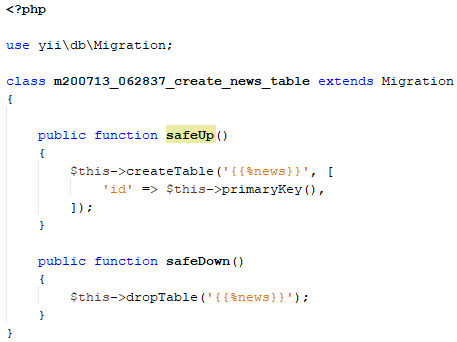 <?php
use yii\db\Migration;
class m200713_062837_create_news_table extends Migration
{
public function safeUp()
{
$this->createTable('{{%news}}', [
'id' => $this->primaryKey(),
]);
}
public function safeDown()
{
$this->dropTable('{{%news}}');
}
}